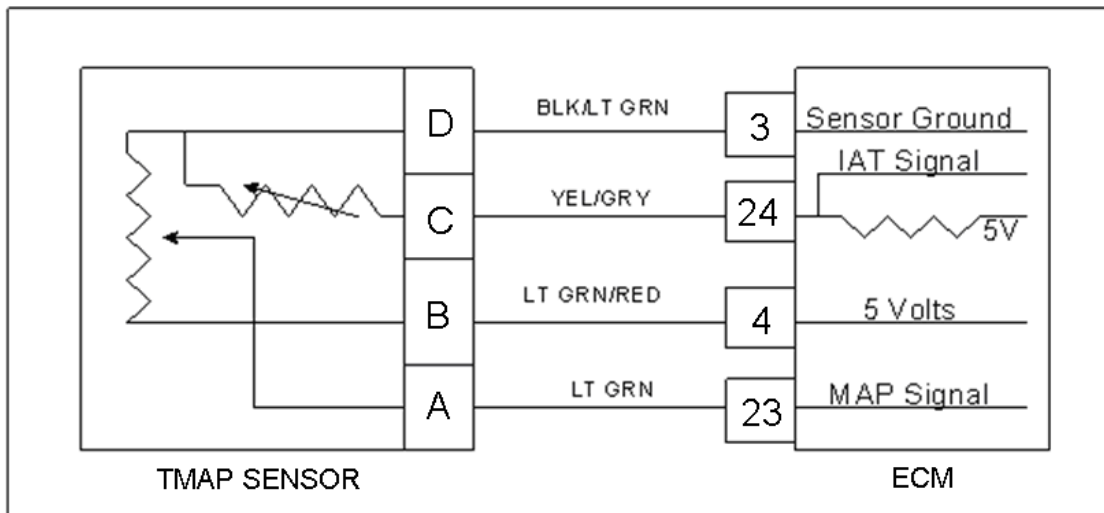 D
BLK/LT GRN
3
Sensor Ground
IAT Signal
C
YEL/GRY
24
5V
B
LT GRN/RED
4
5 Volts
A
LT GRN
23
MAP Signal
TMAP SENSOR
ECM